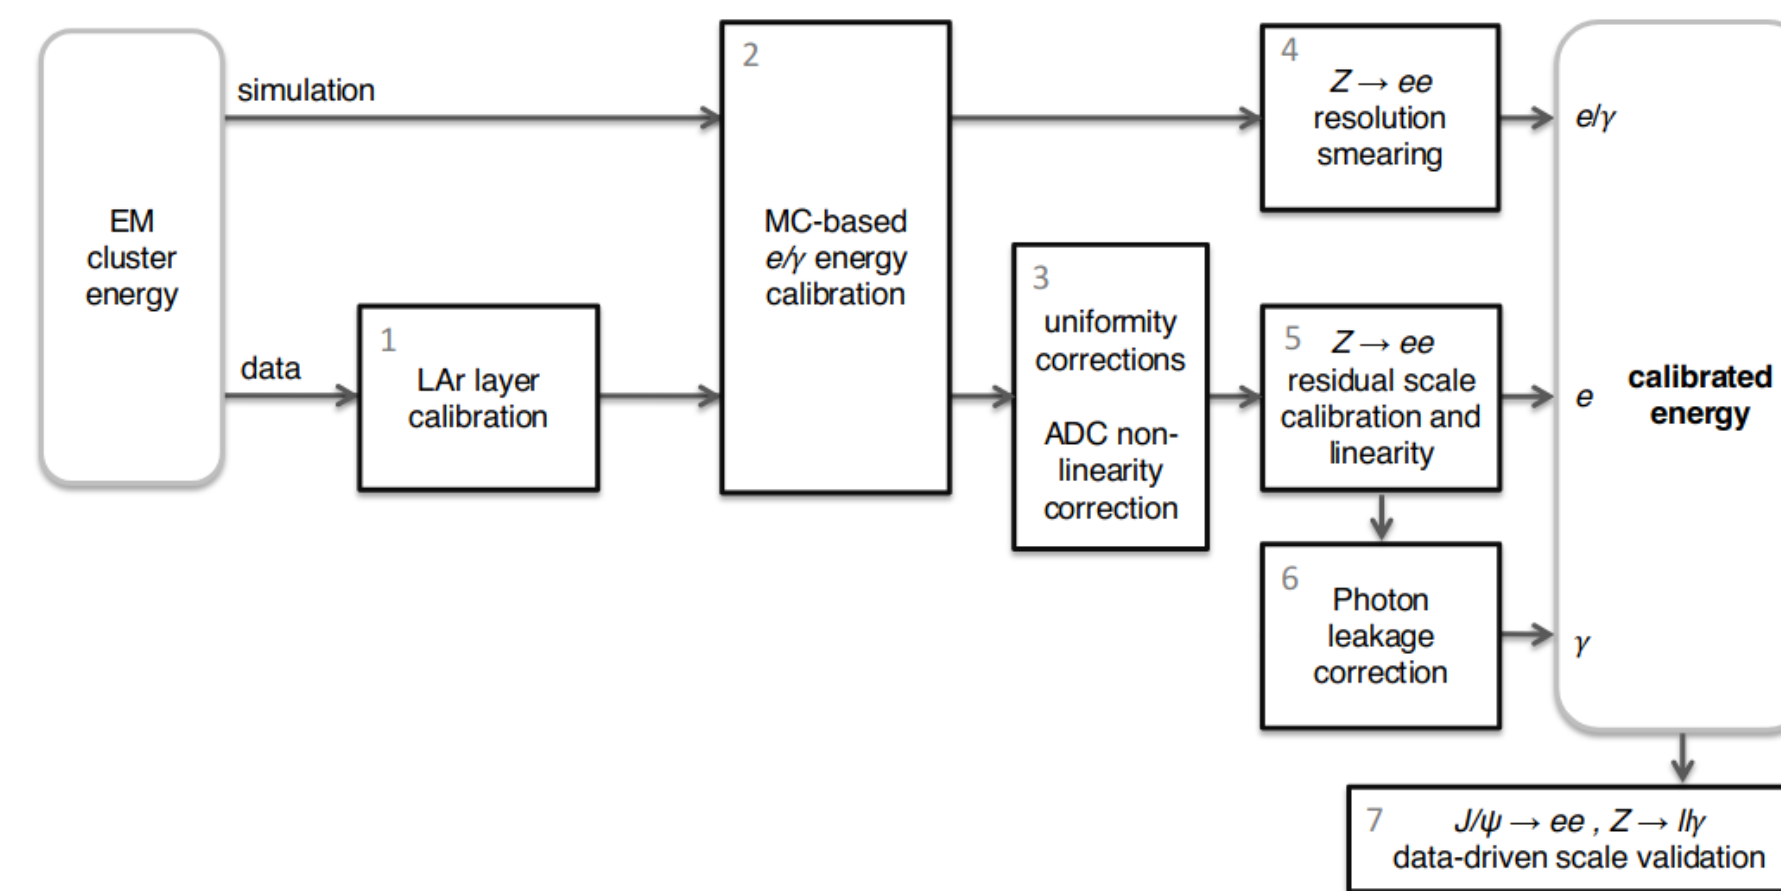 EM
cluster
energy
simulation
data
1
LAr layer
calibration
2
MC-based
e/γ energy
calibration
3
uniformity
corrections
ADC non-
linearity
correction
4
Z → ee
resolution
smearing
5 Z → ee
residual scale
calibration and
linearity
6
Photon
leakage
correction
e/γ
e
γ
calibrated
energy
7 J/ψ → ee , Z → llγ
data-driven scale validation